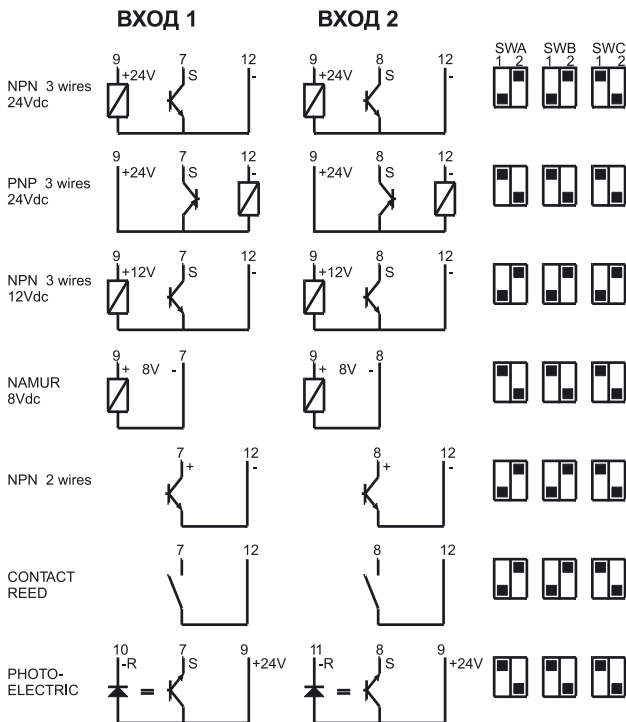 ВХОД 1 ВХОД 2
SWA SWB SWC
1 2 1 2 1 2
9 7 12 9 8 12
+24V S - +24V S -
NPN 3 wires
24Vdc
9 7 12 9 8 12
+24V S - +24V S -
PNP 3 wires
24Vdc
9 7 12 9 8 12
+12V S - +12V S -
NPN 3 wires
12Vdc
9 7 9 8
+ 8V - + 8V -
NAMUR
8Vdc
7 12 8 12
+ - + -
NPN 2 wires
7 12 8 12
CONTACT
REED
10 7 9 11 8 9
-R S +24V -R S +24V
=
=
PHOTO-
ELECTRIC